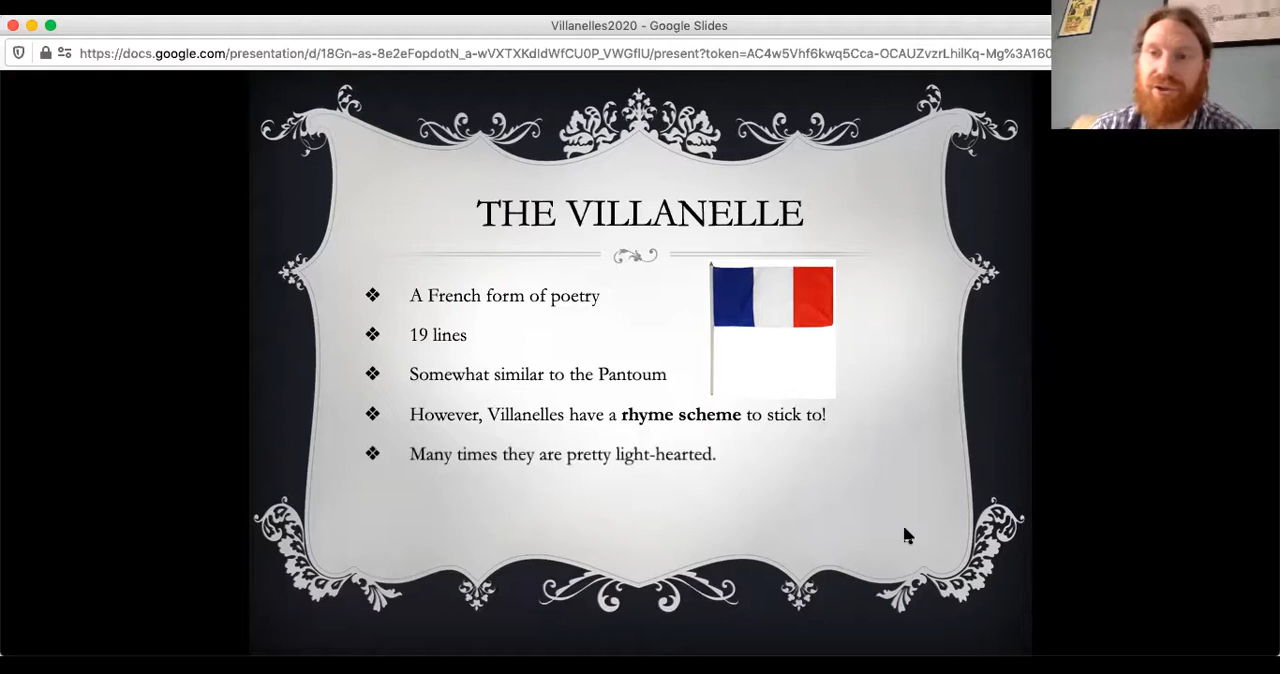 Villanelles2020 - Google Slides
https://docs.google.com/presentation/d/18Gn-as-8e2eFopdotN_a-wVXTXKdIdWfCU0P_VWGflU/present?token=AC4w5Vhf6kwq5Cca-OCAUZvzrLhilKq-Mg%3A160
THE VILLANELLE
❖ A French form of poetry
❖ 19 lines
❖ Somewhat similar to the Pantoum
❖ However, Villanelles have a rhyme scheme to stick to!
❖ Many times they are pretty light-hearted.